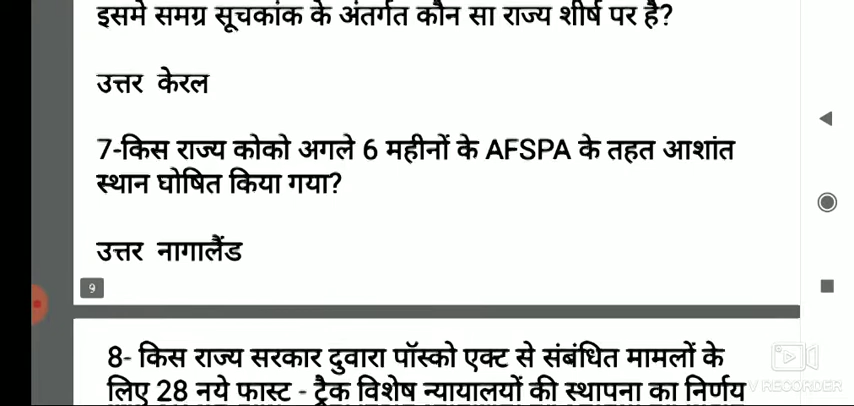 इसमे समग्र सूचकांक के अंतर्गत कौन सा राज्य शीर्ष पर है?
उत्तर केरल
7-किस राज्य कोको अगले 6 महीनों के AFSPA के तहत आशांत
स्थान घोषित किया गया?
उत्तर नागालैंड
9
8- किस राज्य सरकार दुवारा पॉस्को एक्ट से संबंधित मामलों के
लिए 28 नये फास्ट - ट्रैक विशेष न्यायालयों की स्थापना का निर्णय
V RECORDER